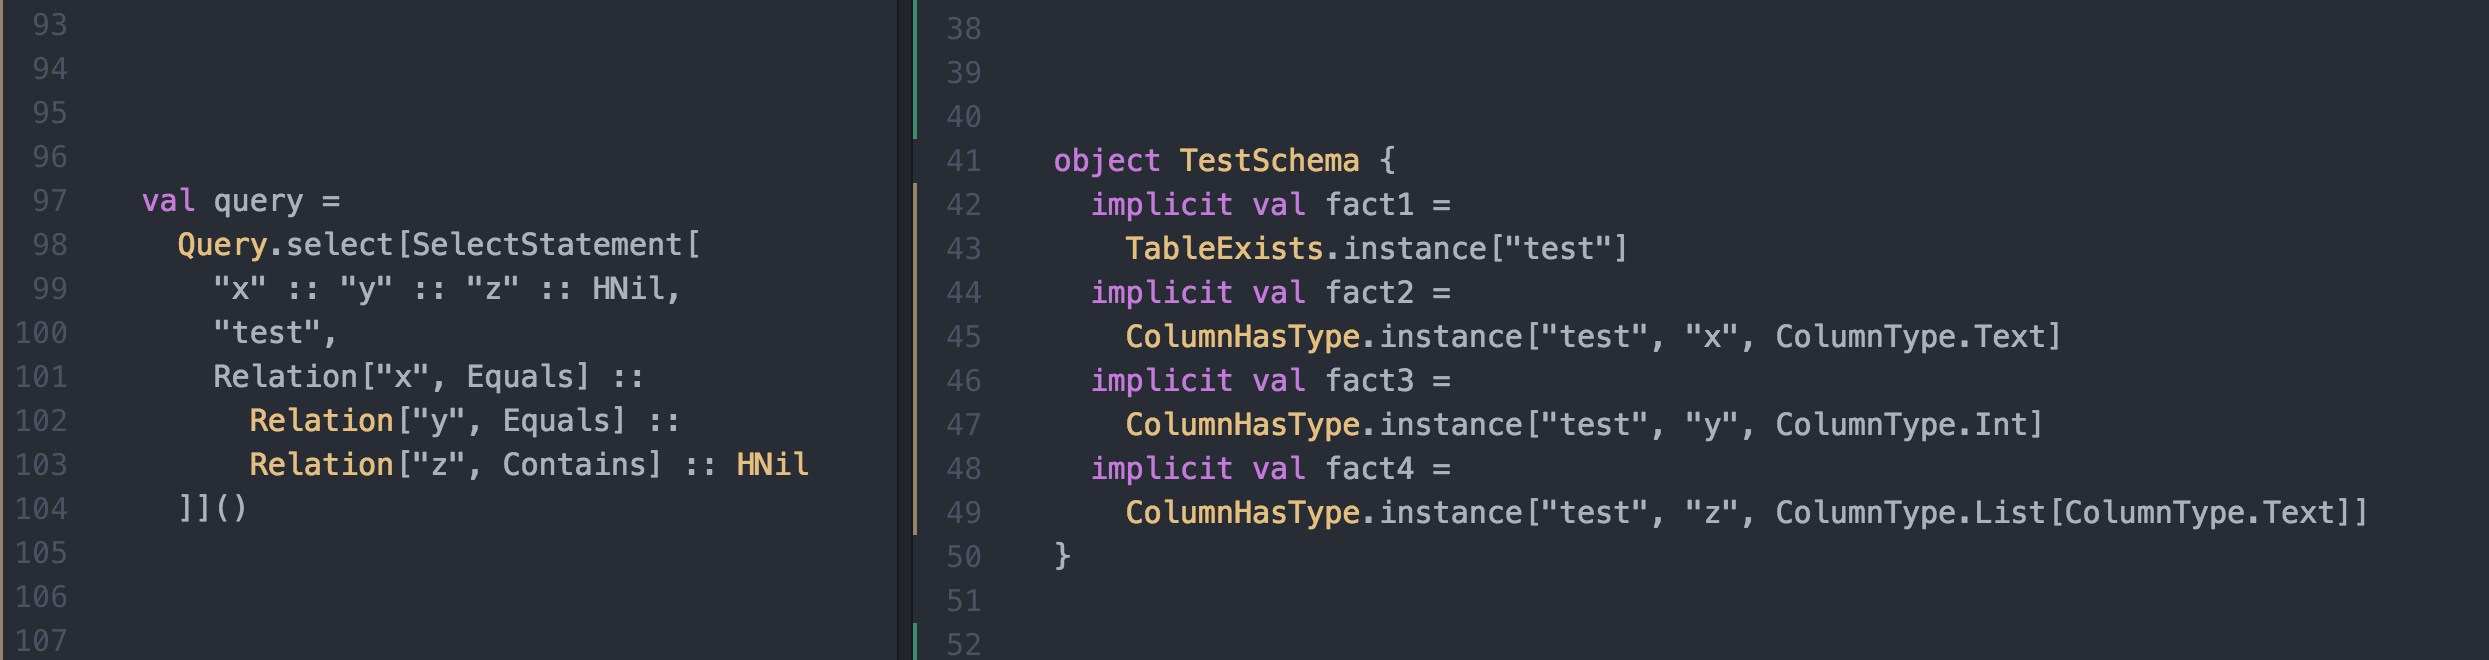 93
94
95
96
97 val query =
98 Query.select[SelectStatement[
99 "x" :: "y" :: "z" :: HNil,
100 "test",
101 Relation["x", Equals] ::
102 Relation["y", Equals] ::
103 Relation["z", Contains] :: HNil
104 ]]()
105
106
107
38
39
40
41 object TestSchema {
42 implicit val fact1 =
43 TableExists.instance["test"]
44 implicit val fact2 =
45 ColumnHasType.instance["test", "x", ColumnType.Text]
46 implicit val fact3 =
47 ColumnHasType.instance["test", "y", ColumnType.Int]
48 implicit val fact4 =
49 ColumnHasType.instance["test", "z", ColumnType.List[ColumnType.Text]]
50 }
51
52